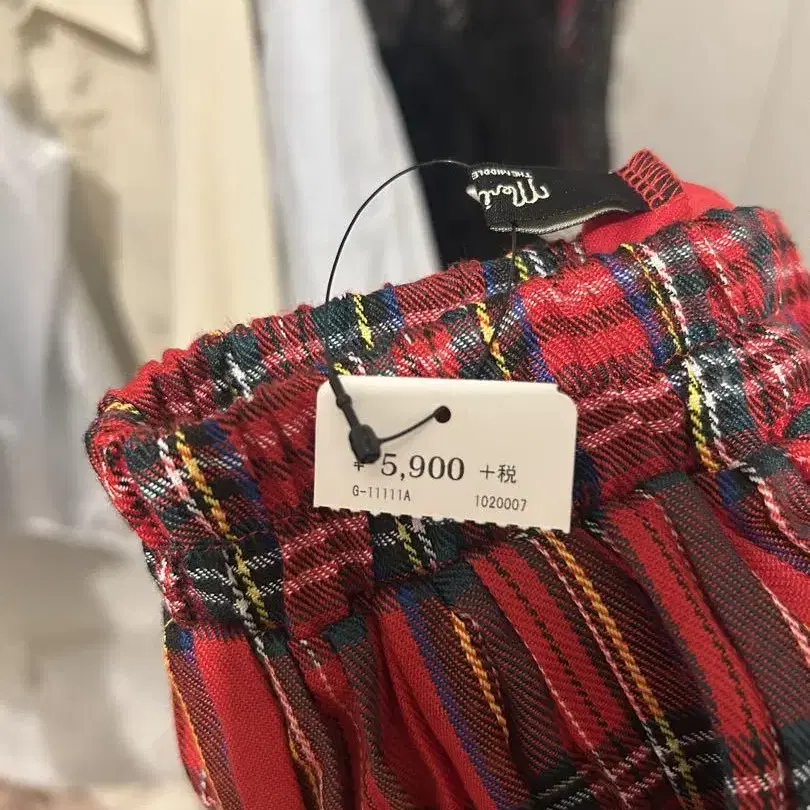 THE MIDDLE
¥ 5,900 +税
G-11111A 1020007